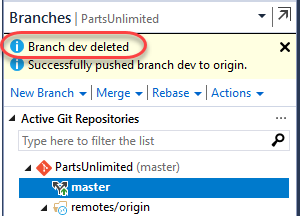 Branches | PartsUnlimited
Branch dev deleted
Successfully pushed branch dev to origin.
New Branch | Merge | Rebase | Actions
Active Git Repositories
Type here to filter the list
PartsUnlimited (master)
master
remotes/origin